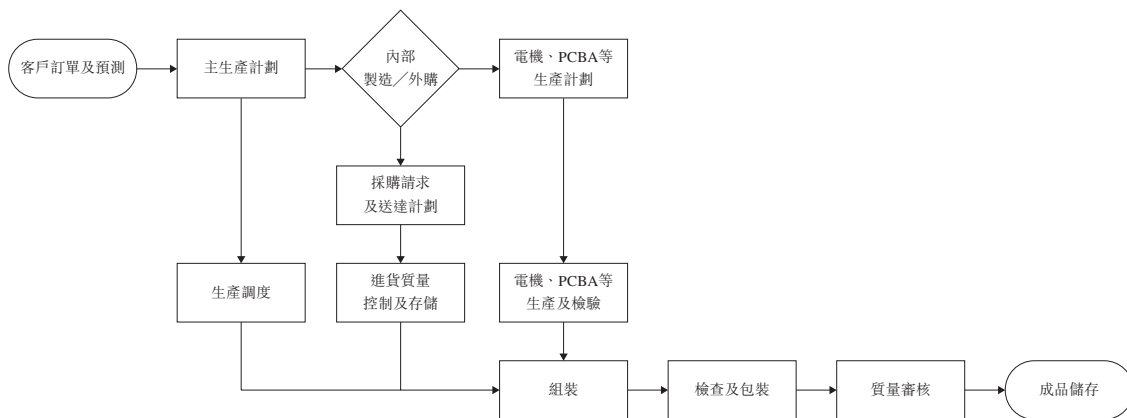 客戶訂單及預測
主生產計劃
內部
製造／外購
電機、PCBA等
生產計劃
採購請求
及送達計劃
生產調度
進貨質量
控制及存儲
電機、PCBA等
生產及檢驗
組裝
檢查及包裝
質量審核
成品儲存